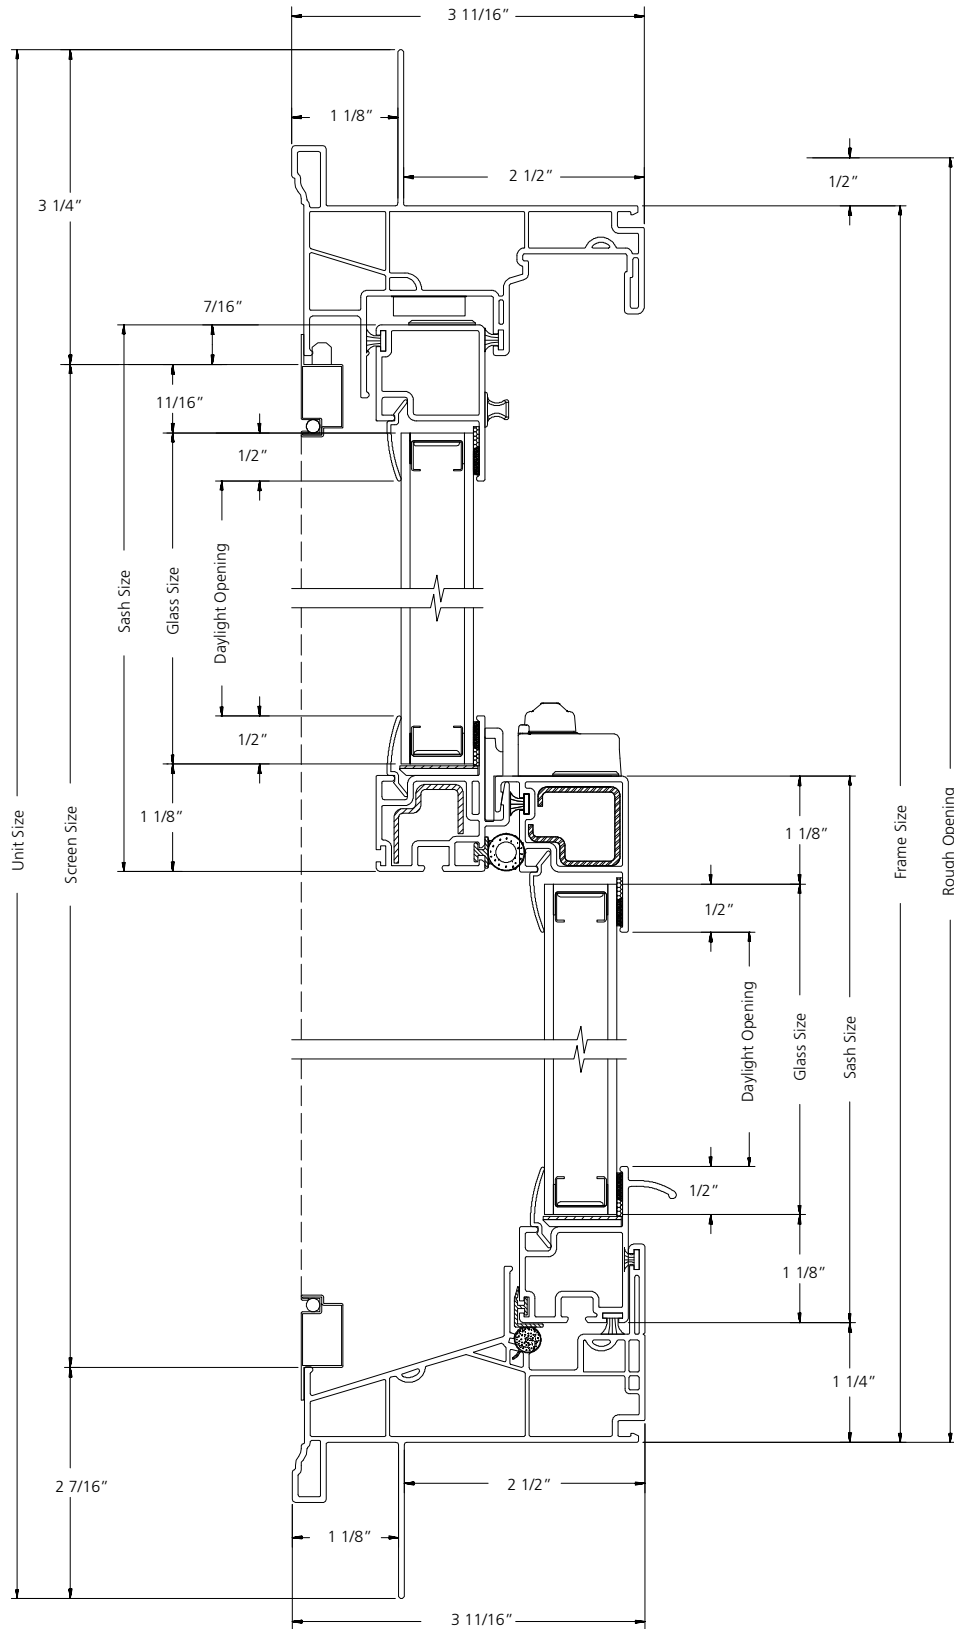 3 11/16”
1 1/8”
2 1/2”
1/2”
3 1/4”
7/16”
11/16”
1/2”
Sash Size
Glass Size
Daylight Opening
1/2”
1 1/8”
Unit Size
Screen Size
1 1/8”
Frame Size
Rough Opening
1/2”
Daylight Opening
Glass Size
Sash Size
1/2”
1 1/8”
1 1/4”
2 7/16”
2 1/2”
1 1/8”
3 11/16”